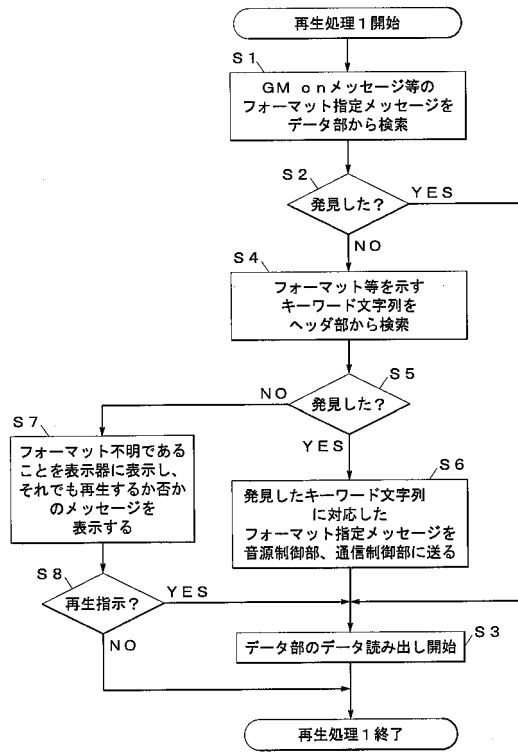 再生処理1開始
S1
GM onメッセージ等の
フォーマット指定メッセージを
データ部から検索
S2
発見した?
YES
NO
S4
フォーマット等を示す
キーワード文字列を
ヘッダ部から検索
S5
発見した?
NO
YES
S7
フォーマット不明である
ことを表示器に表示し、
それでも再生するか否か
のメッセージを
表示する
S6
発見したキーワード文字列
に対応した
フォーマット指定メッセージを
音源制御部、通信制御部に送る
S8
再生指示?
YES
NO
S3
データ部のデータ読み出し開始
再生処理1終了